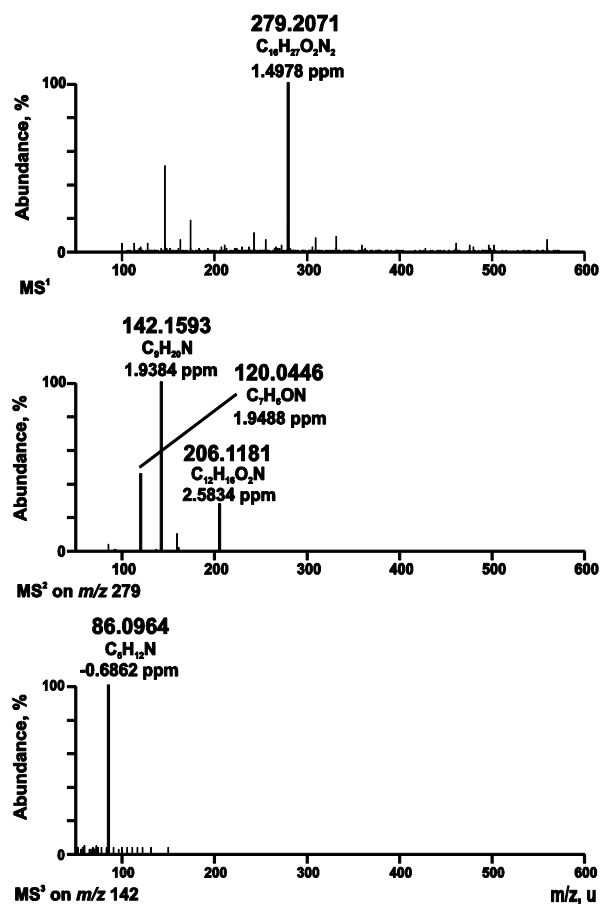 279.2071
C₁₆H₂₇O₂N₂
1.4978 ppm
100
Abundance, %
0
100 200 300 400 500 600
MS¹
142.1593
C₉H₂₀N
1.9384 ppm
120.0446
C₇H₆ON
1.9488 ppm
206.1181
C₁₂H₁₆O₂N
2.5834 ppm
100
Abundance, %
0
100 200 300 400 500 600
MS² on m/z 279
86.0964
C₅H₁₂N
-0.6862 ppm
100
Abundance, %
0
100 200 300 400 500 600
MS³ on m/z 142
m/z, u